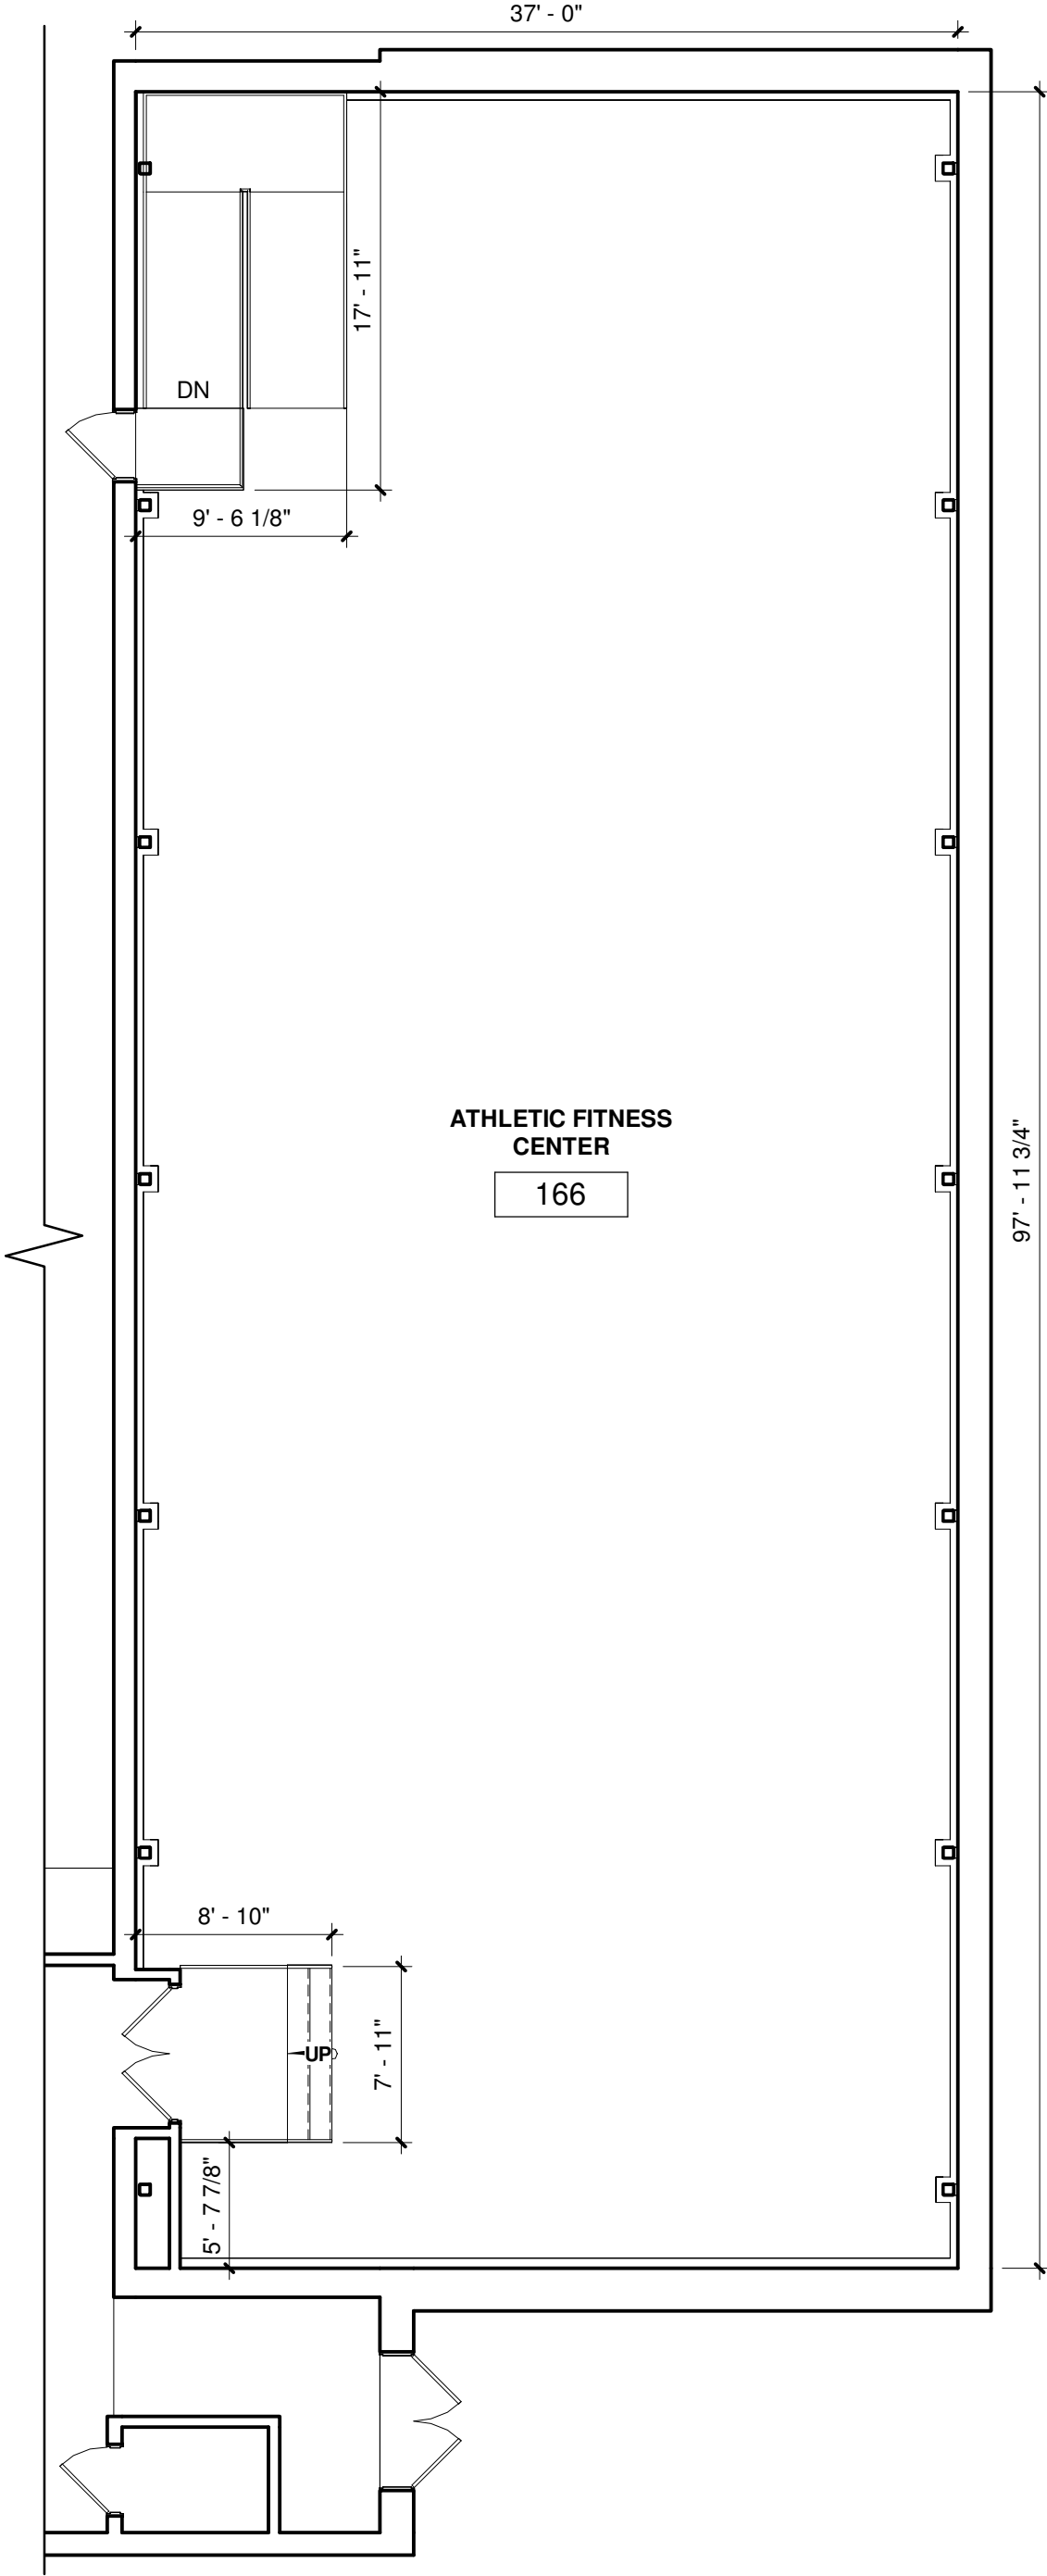 37' - 0"
17' - 11"
DN
9' - 6 1/8"
ATHLETIC FITNESS
CENTER
166
97' - 11 3/4"
8' - 10"
UP
7' - 11"
5' - 7 7/8"